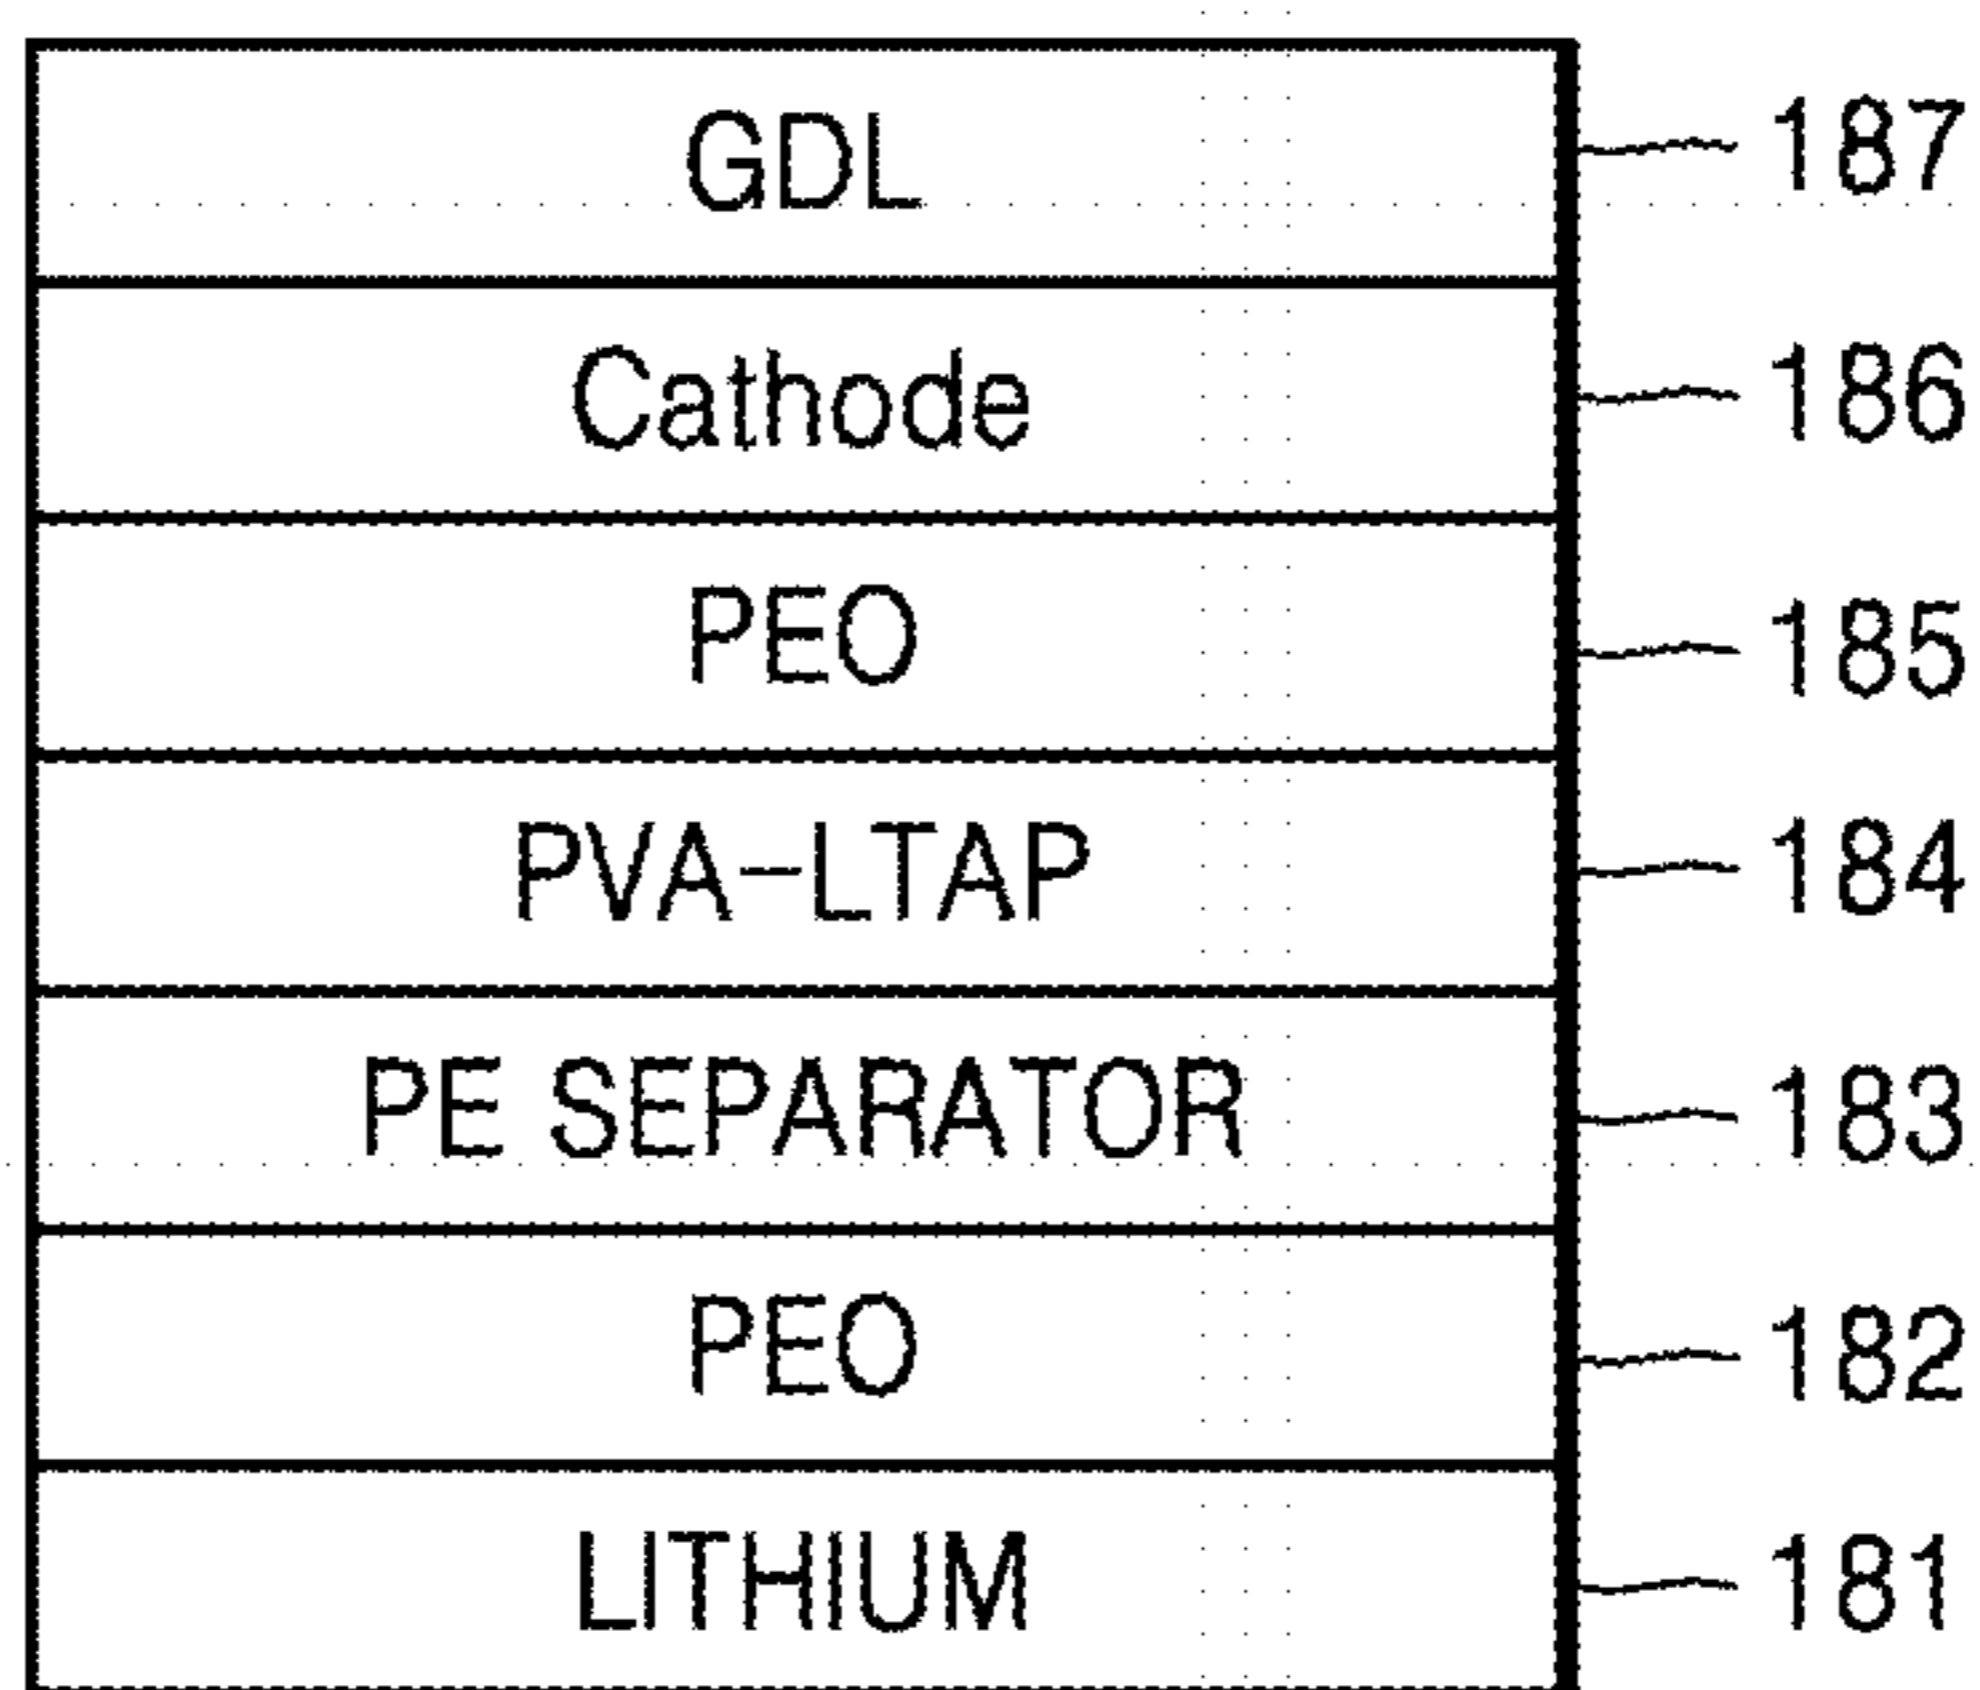 GDL 187
Cathode 186
PEO 185
PVA-LTAP 184
PE SEPARATOR 183
PEO 182
LITHIUM 181